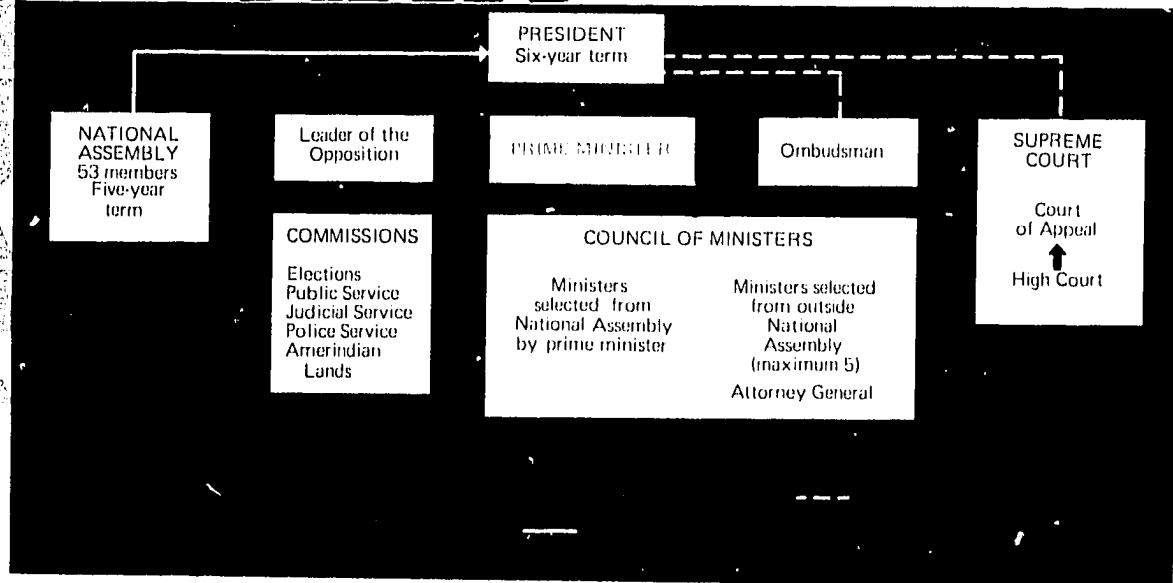 PRESIDENT
Six-year term
NATIONAL
ASSEMBLY
53 members
Five-year
term
Leader of the
Opposition
PRIME MINISTER
Ombudsman
SUPREME
COURT
Court
of Appeal
High Court
COMMISSIONS
Elections
Public Service
Judicial Service
Police Service
Amerindian
Lands
COUNCIL OF MINISTERS
Ministers
selected from
National Assembly
by prime minister
Ministers selected
from outside
National
Assembly
(maximum 5)
Attorney General